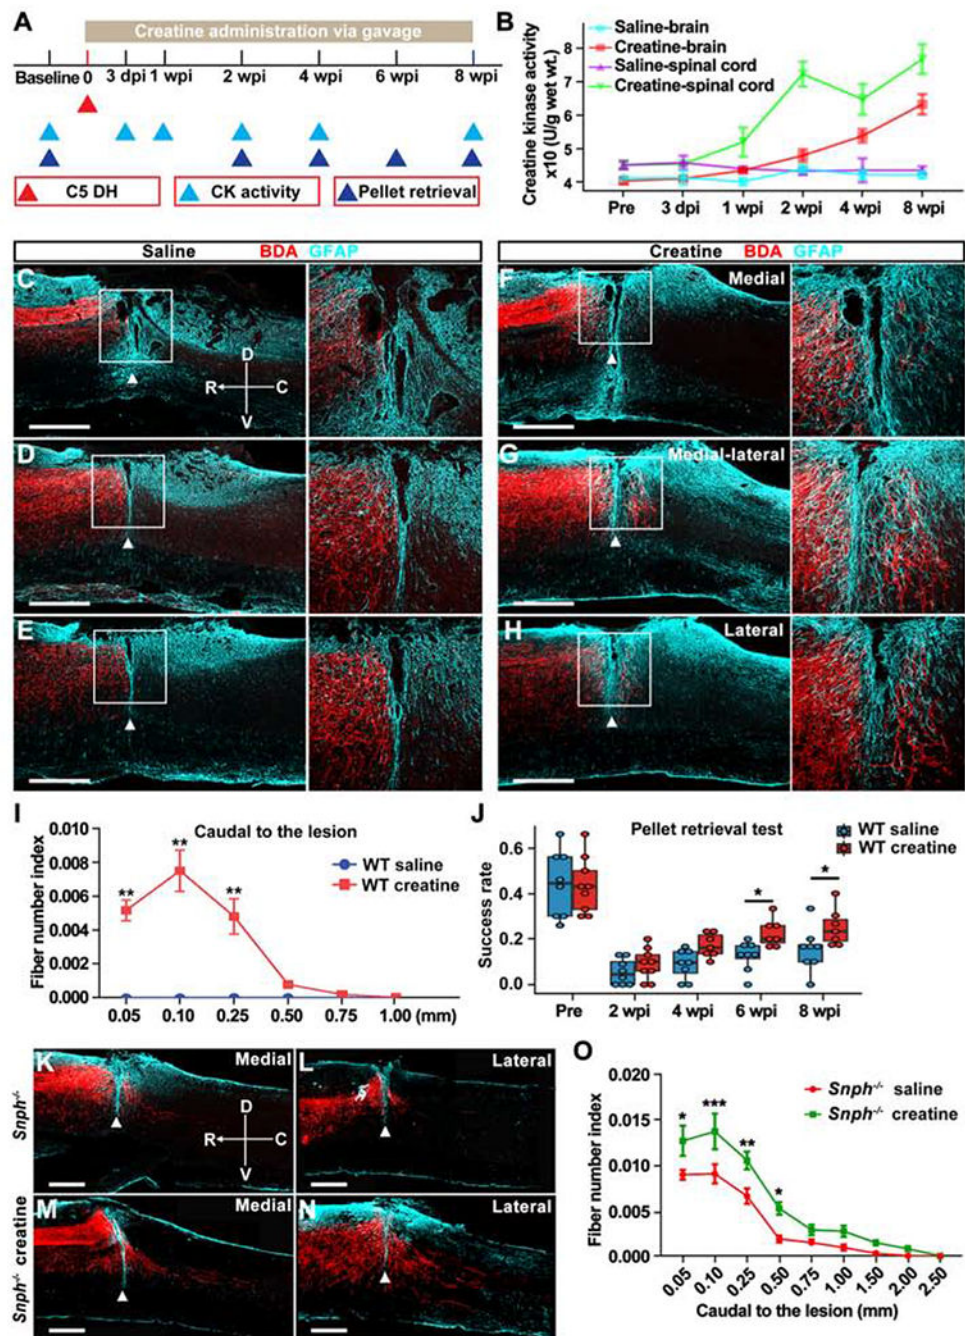 A
Creatine administration via gavage
Baseline 0 3 dpi 1 wpi 2 wpi 4 wpi 6 wpi 8 wpi
C5 DH CK activity Pellet retrieval
B
Saline-brain
Creatine-brain
Saline-spinal cord
Creatine-spinal cord
Creatine kinase activity
x10 (U/g wet wt.)
8
7
6
5
4
Pre 3 dpi 1 wpi 2 wpi 4 wpi 8 wpi
Saline BDA GFAP
Creatine BDA GFAP
C
D
R C
V
F Medial
D
G Medial-lateral
E
H Lateral
I
Caudal to the lesion
WT saline
WT creatine
Fiber number index
0.010
0.008
0.006
0.004
0.002
0.000
** ** **
0.05 0.10 0.25 0.50 0.75 1.00 (mm)
J
Pellet retrieval test
WT saline
WT creatine
Success rate
0.6
0.4
0.2
0.0
* *
Pre 2 wpi 4 wpi 6 wpi 8 wpi
Snph-/-
K Medial
D
R C
V
L Lateral
Snph-/- creatine
M Medial
N Lateral
O
Snph-/- saline
Snph-/- creatine
Fiber number index
0.020
0.015
0.010
0.005
0.000
* *** ** *
0.05 0.10 0.25 0.50 0.75 1.00 1.50 2.00 2.50
Caudal to the lesion (mm)